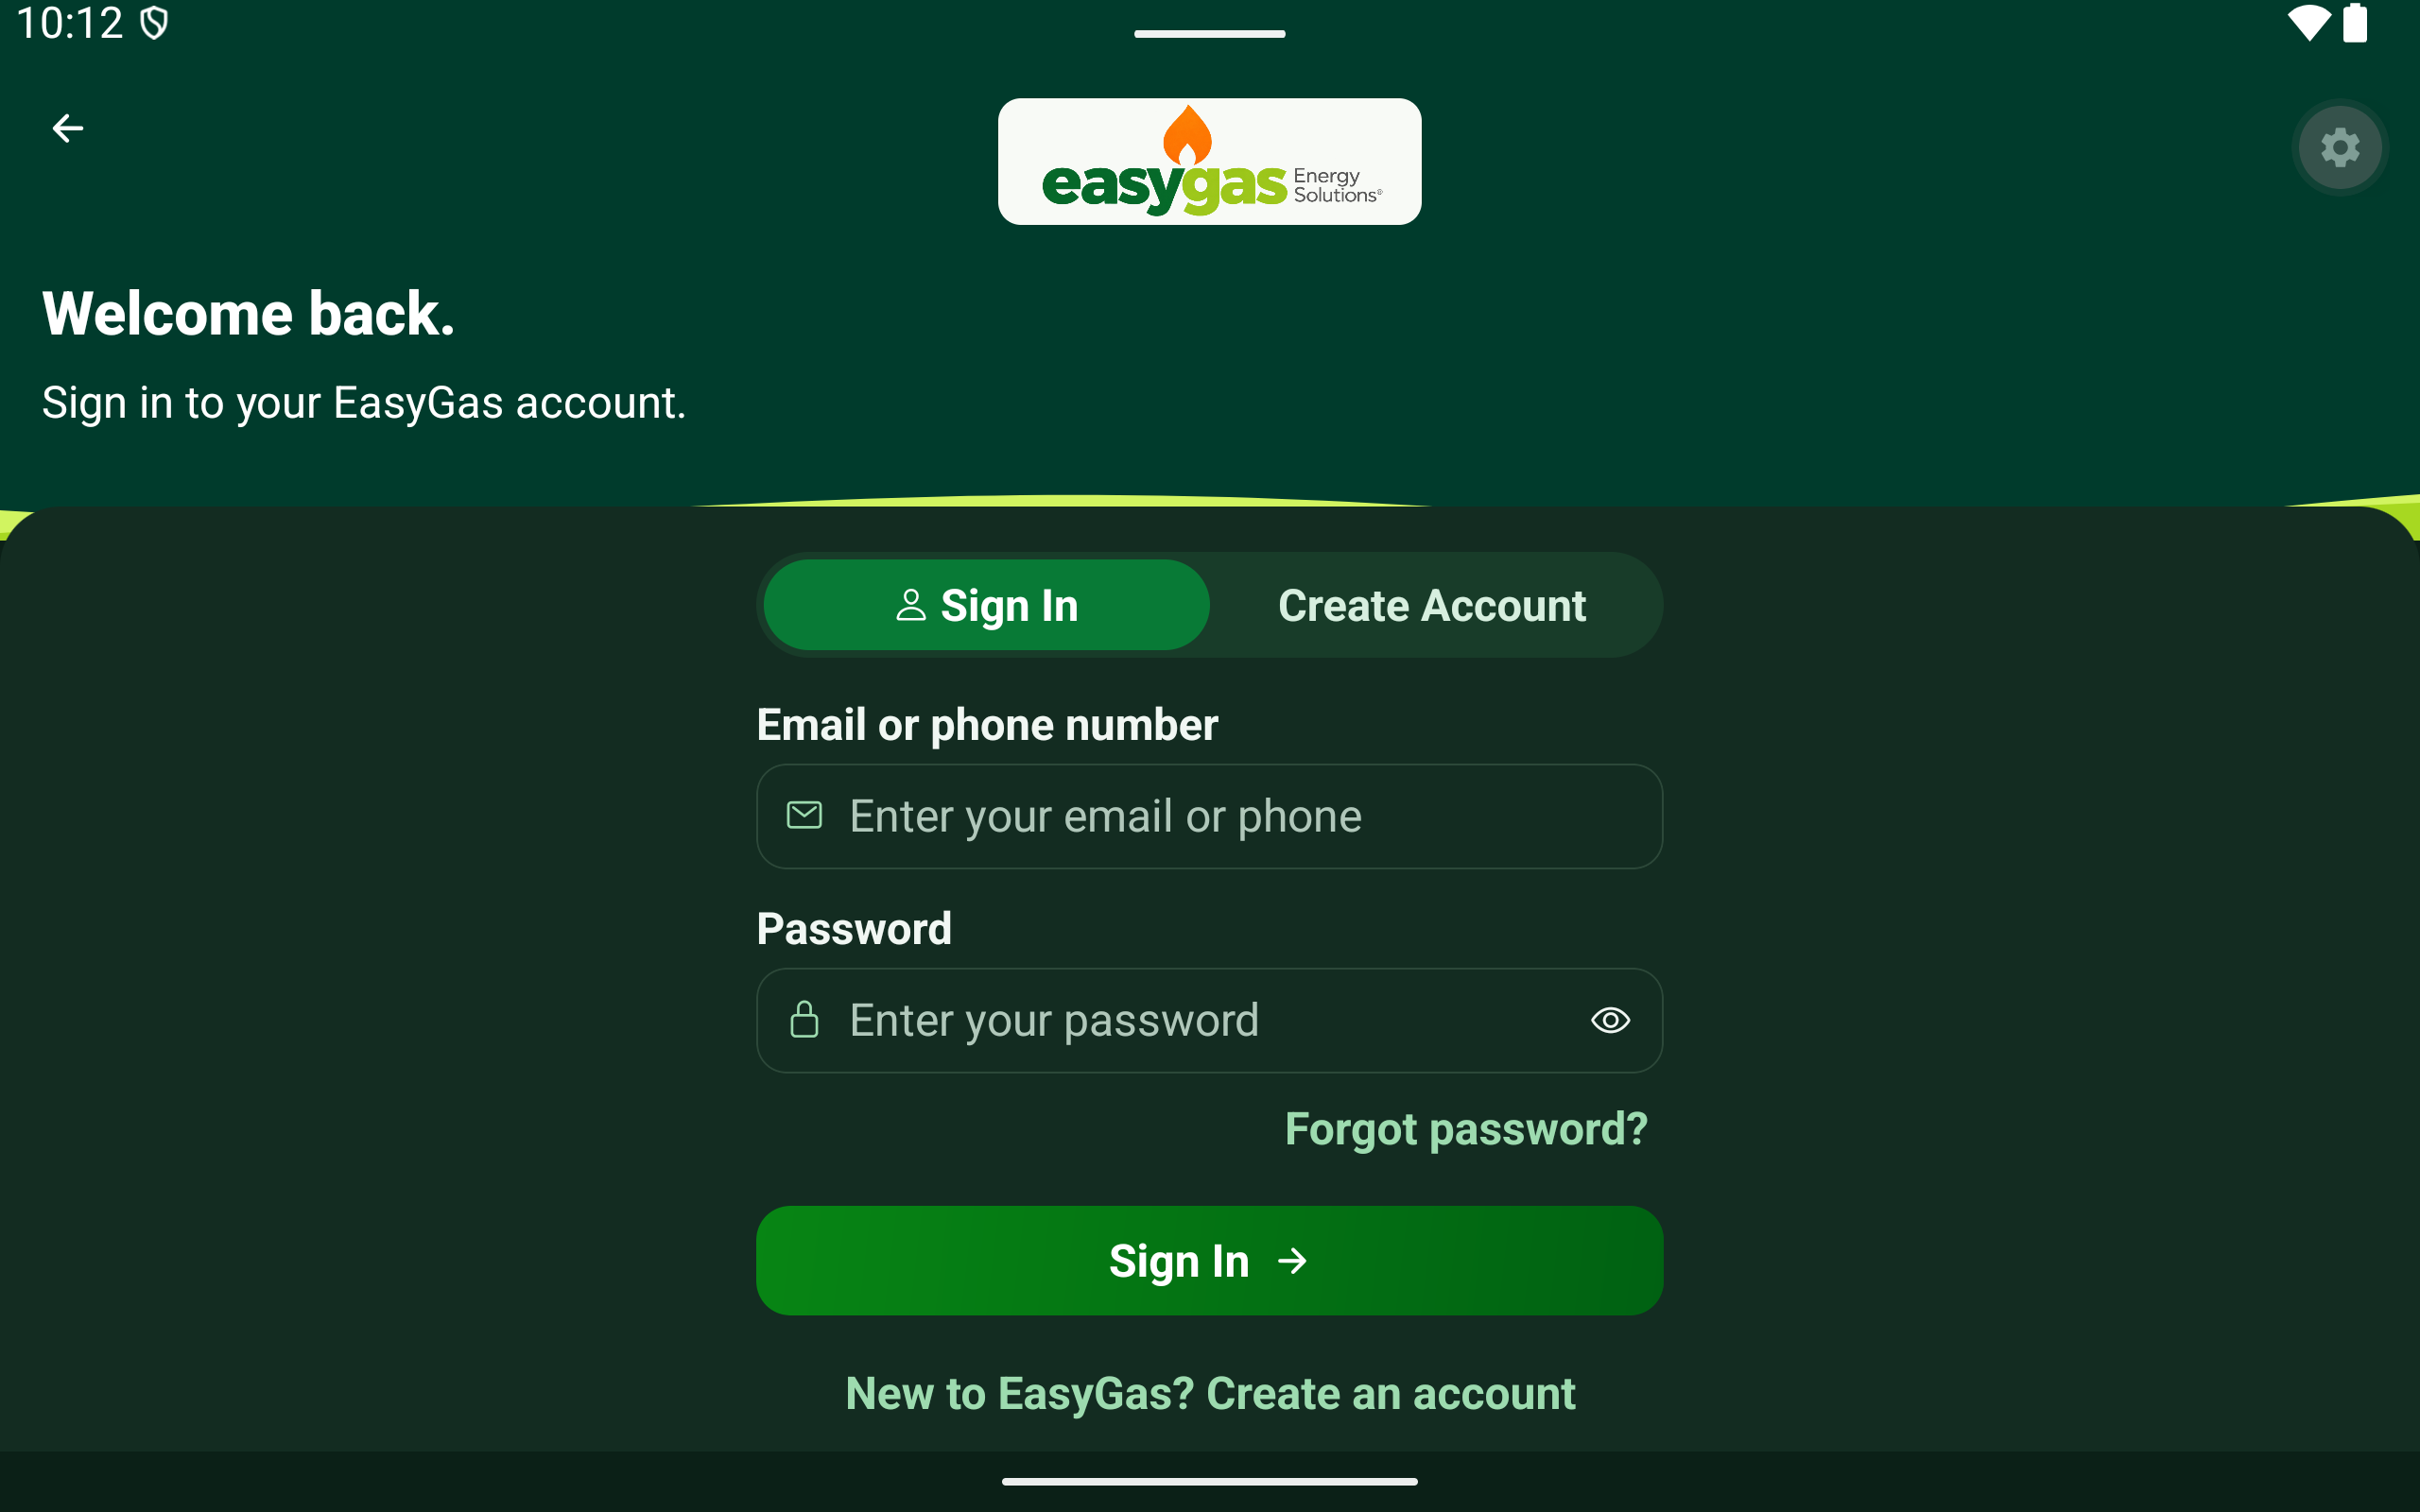 10:12
easygas Energy Solutions®
Welcome back.
Sign in to your EasyGas account.
Sign In
Create Account
Email or phone number
Enter your email or phone
Password
Enter your password
Forgot password?
Sign In →
New to EasyGas? Create an account